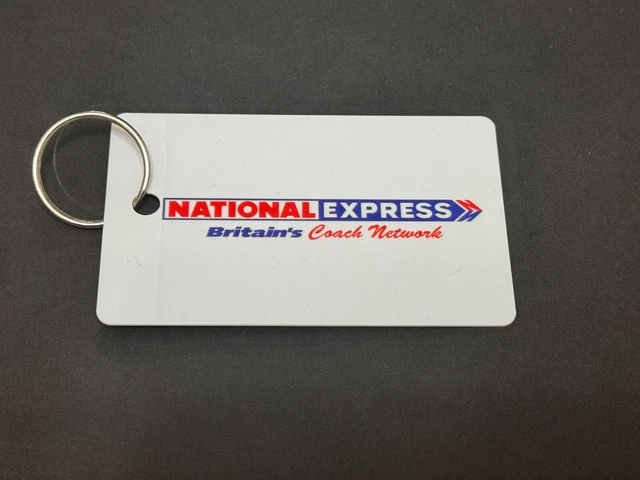 NATIONAL EXPRESS
Britain's Coach Network